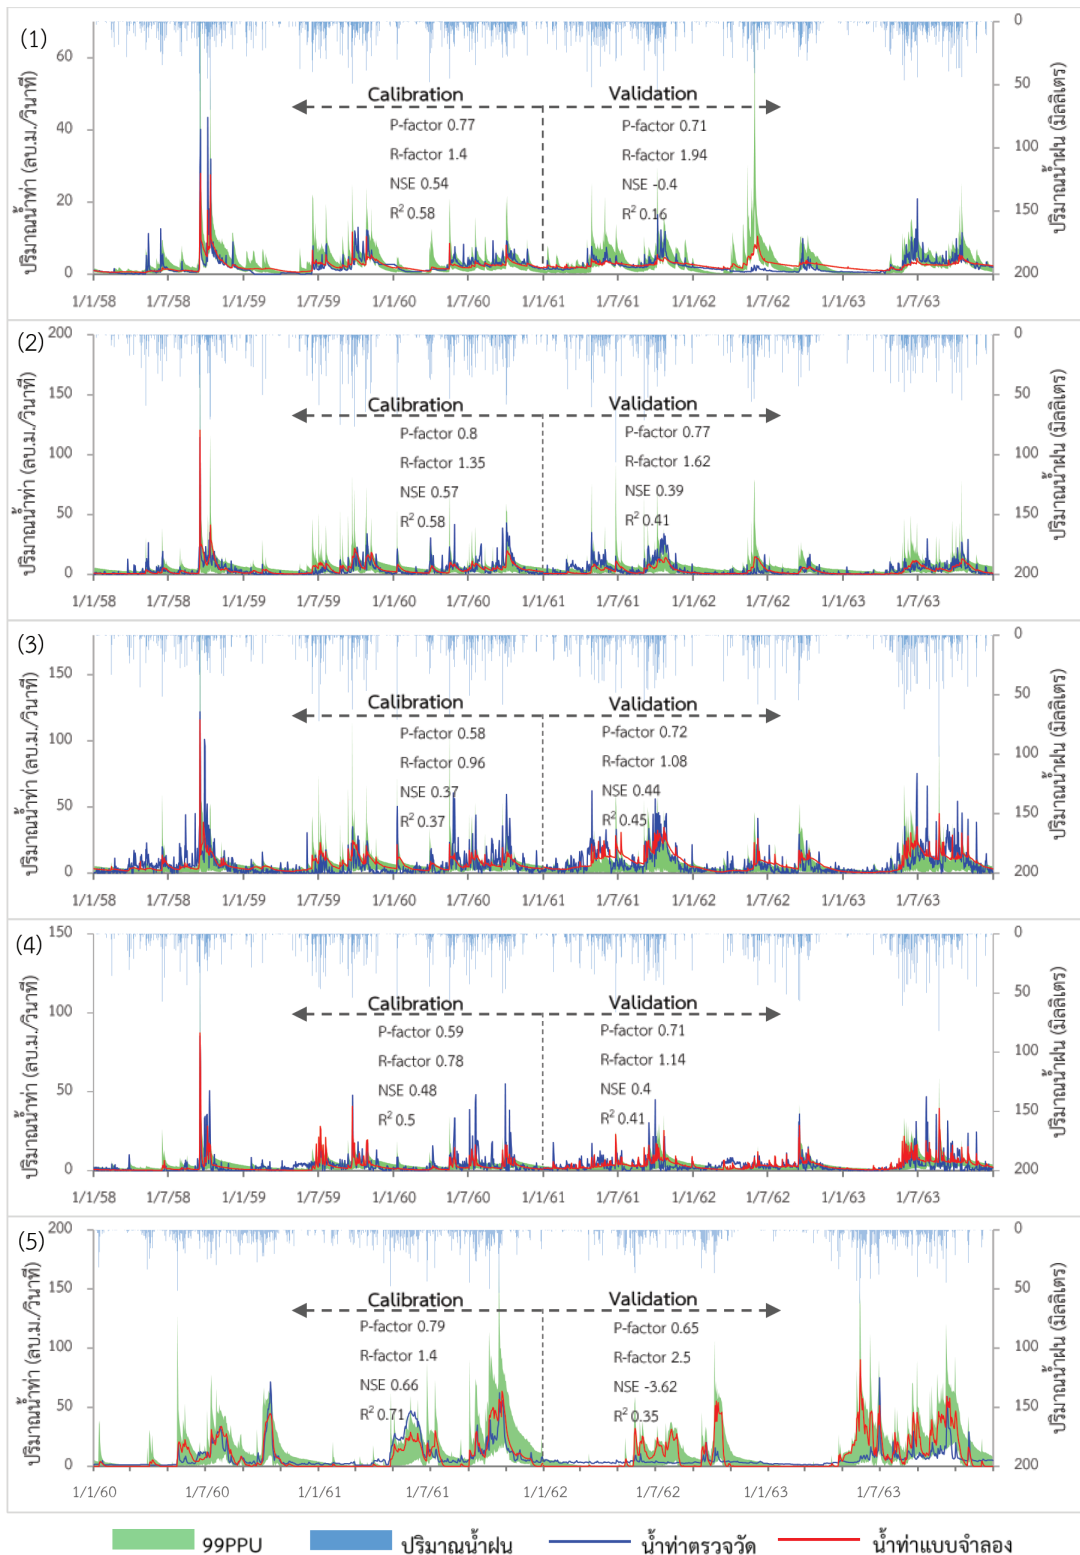 (1)
60
40
20
0
ปริมาณน้ำท่า (ลบ.ม./วินาที)
0
50
100
150
200
ปริมาณน้ำฝน (มิลลิเมตร)
Calibration
P-factor 0.77
R-factor 1.4
NSE 0.54
R² 0.58
Validation
P-factor 0.71
R-factor 1.94
NSE -0.4
R² 0.16
1/1/58 1/7/58 1/1/59 1/7/59 1/1/60 1/7/60 1/1/61 1/7/61 1/1/62 1/7/62 1/1/63 1/7/63
(2)
200
150
100
50
0
ปริมาณน้ำท่า (ลบ.ม./วินาที)
0
50
100
150
200
ปริมาณน้ำฝน (มิลลิเมตร)
Calibration
P-factor 0.8
R-factor 1.35
NSE 0.57
R² 0.58
Validation
P-factor 0.77
R-factor 1.62
NSE 0.39
R² 0.41
1/1/58 1/7/58 1/1/59 1/7/59 1/1/60 1/7/60 1/1/61 1/7/61 1/1/62 1/7/62 1/1/63 1/7/63
(3)
150
100
50
0
ปริมาณน้ำท่า (ลบ.ม./วินาที)
0
50
100
150
200
ปริมาณน้ำฝน (มิลลิเมตร)
Calibration
P-factor 0.58
R-factor 0.96
NSE 0.37
R² 0.37
Validation
P-factor 0.72
R-factor 1.08
NSE 0.44
R² 0.45
1/1/58 1/7/58 1/1/59 1/7/59 1/1/60 1/7/60 1/1/61 1/7/61 1/1/62 1/7/62 1/1/63 1/7/63
(4)
150
100
50
0
ปริมาณน้ำท่า (ลบ.ม./วินาที)
0
50
100
150
200
ปริมาณน้ำฝน (มิลลิเมตร)
Calibration
P-factor 0.59
R-factor 0.78
NSE 0.48
R² 0.5
Validation
P-factor 0.71
R-factor 1.14
NSE 0.4
R² 0.41
1/1/58 1/7/58 1/1/59 1/7/59 1/1/60 1/7/60 1/1/61 1/7/61 1/1/62 1/7/62 1/1/63 1/7/63
(5)
200
150
100
50
0
ปริมาณน้ำท่า (ลบ.ม./วินาที)
0
50
100
150
200
ปริมาณน้ำฝน (มิลลิเมตร)
Calibration
P-factor 0.79
R-factor 1.4
NSE 0.66
R² 0.71
Validation
P-factor 0.65
R-factor 2.5
NSE -3.62
R² 0.35
1/1/60 1/7/60 1/1/61 1/7/61 1/1/62 1/7/62 1/1/63 1/7/63
99PPU ปริมาณน้ำฝน น้ำท่าตรวจวัด น้ำท่าแบบจำลอง